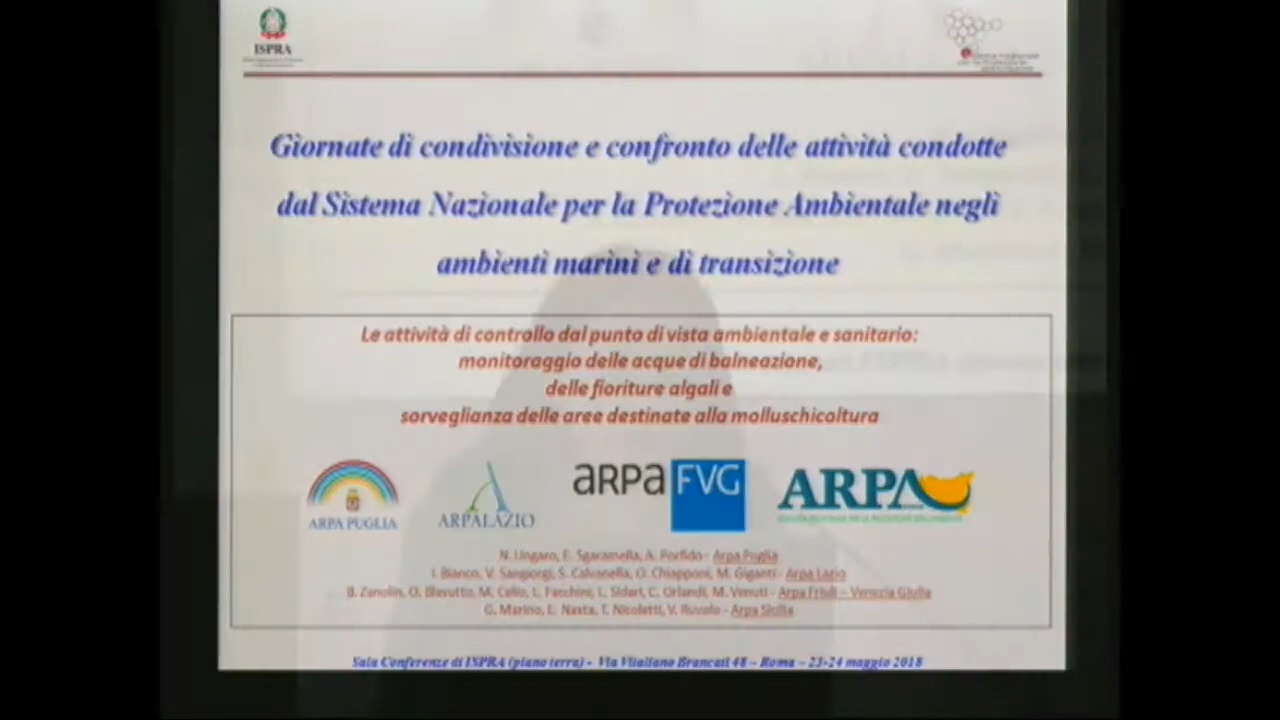 ISPRA
Giornate di condivisione e confronto delle attività condotte
dal Sistema Nazionale per la Protezione Ambientale negli
ambienti marini e di transizione
Le attività di controllo dal punto di vista ambientale e sanitario:
monitoraggio delle acque di balneazione,
delle fioriture algali e
sorveglianza delle aree destinate alla molluschicoltura
ARPA PUGLIA
ARPALAZIO
arpa FVG
ARPA
N. Ungaro, E. Sgaramella, A. Porfido - Arpa Puglia
I. Bianco, V. Sangiorgi, S. Calvanella, O. Chiapponi, M. Giganti - Arpa Lazio
B. Zanolin, O. Blavutto, M. Celio, L. Facchini, L. Sidari, C. Orlandi, M. Venuti - Arpa Friuli – Venezia Giulia
G. Marino, E. Nasta, T. Nicoletti, V. Ruvolo - Arpa Sicilia
Sala Conferenze di ISPRA (piano terra) - Via Vitaliano Brancati 48 – Roma – 23-24 maggio 2018